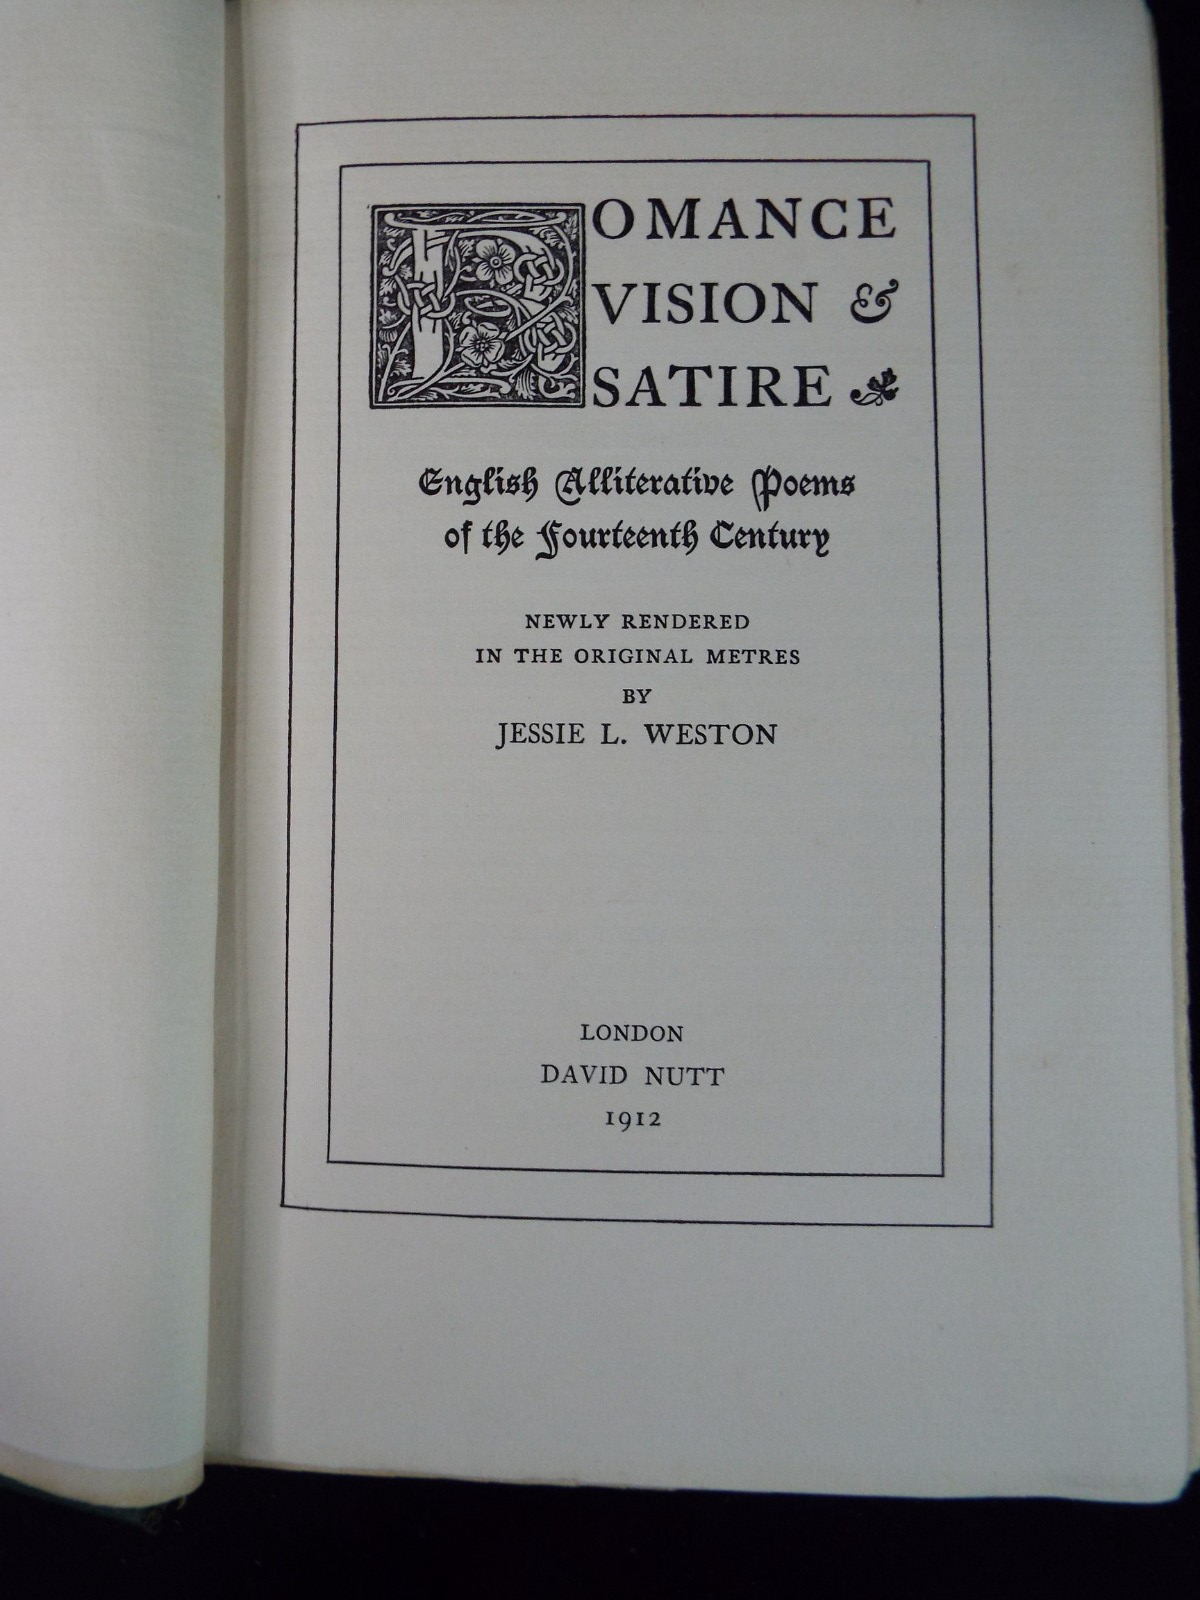 ROMANCE
VISION &
SATIRE
English Alliterative Poems
of the Fourteenth Century
NEWLY RENDERED
IN THE ORIGINAL METRES
BY
JESSIE L. WESTON
LONDON
DAVID NUTT
1912